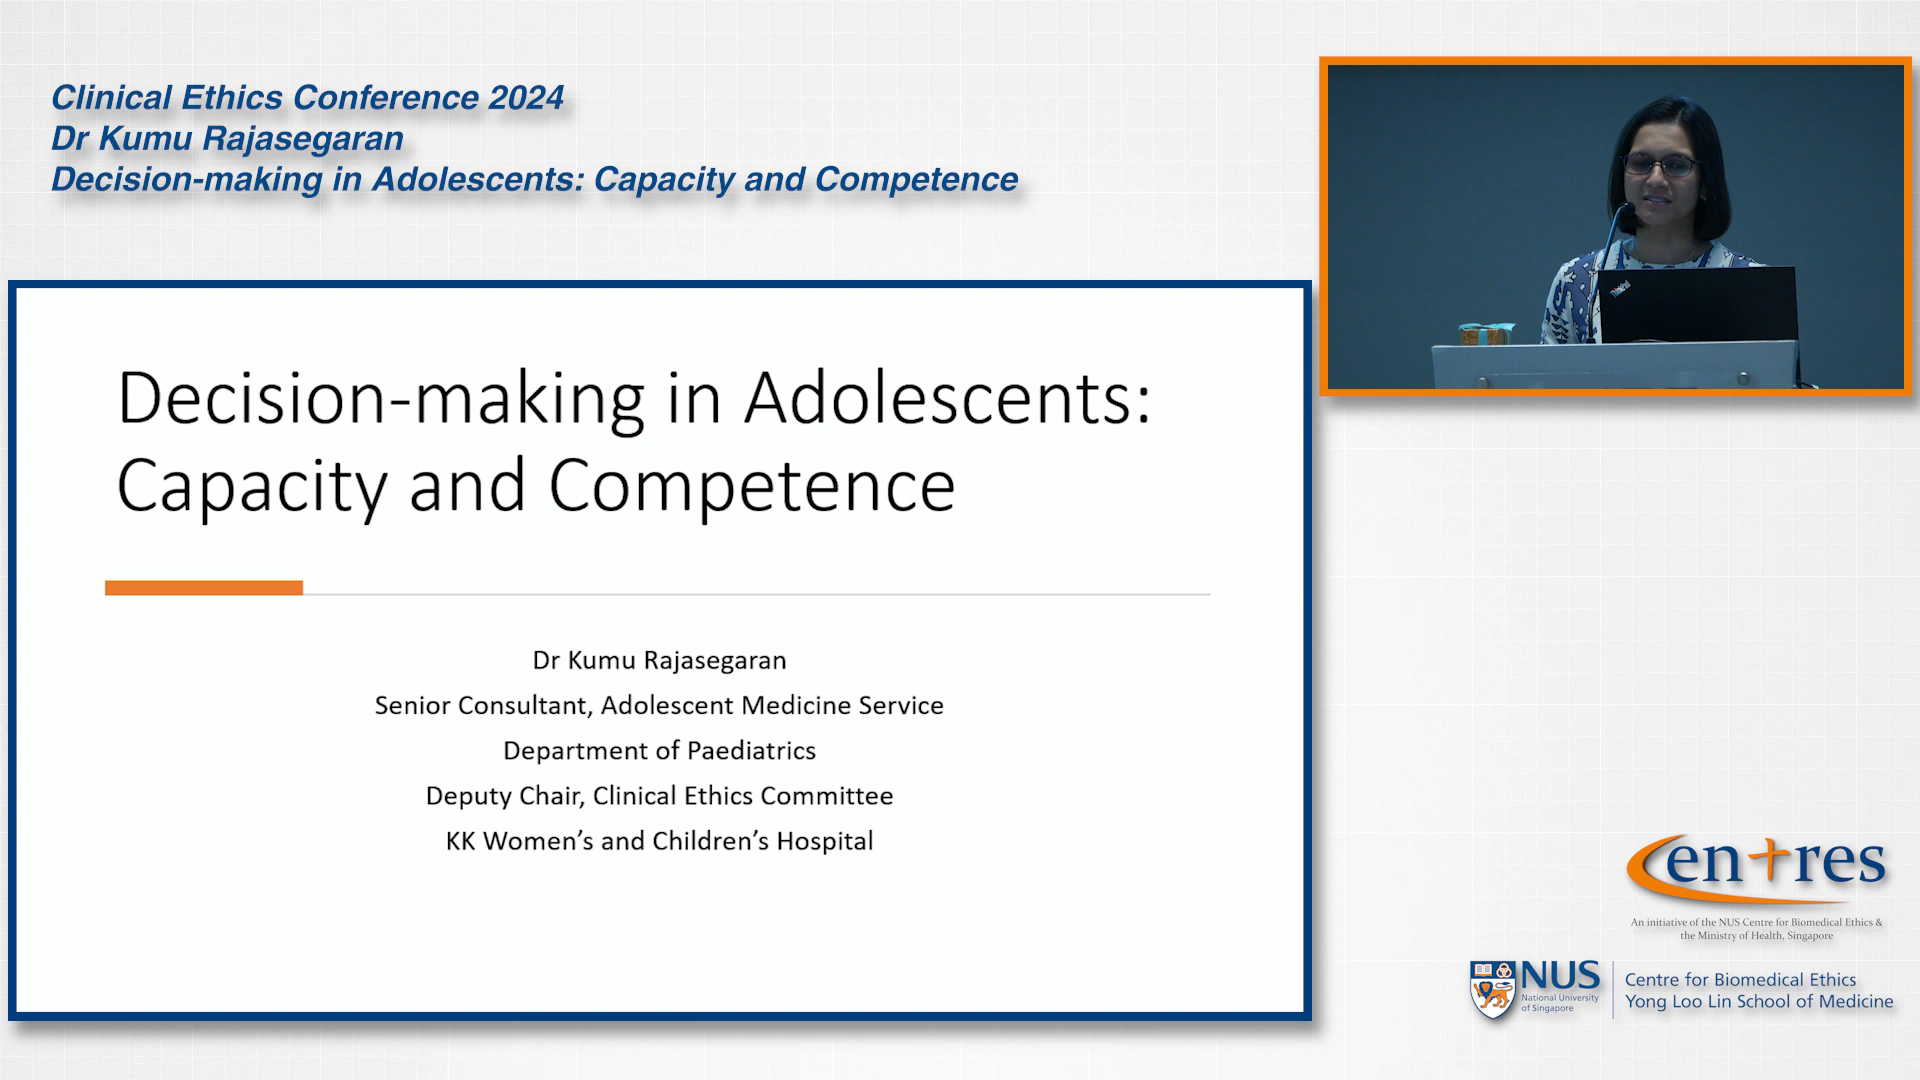 Clinical Ethics Conference 2024
Dr Kumu Rajasegaran
Decision-making in Adolescents: Capacity and Competence
Decision-making in Adolescents:
Capacity and Competence
Dr Kumu Rajasegaran
Senior Consultant, Adolescent Medicine Service
Department of Paediatrics
Deputy Chair, Clinical Ethics Committee
KK Women’s and Children’s Hospital
ThinkPad
Centres
An initiative of the NUS Centre for Biomedical Ethics &
the Ministry of Health, Singapore
NUS
National University
of Singapore
Centre for Biomedical Ethics
Yong Loo Lin School of Medicine